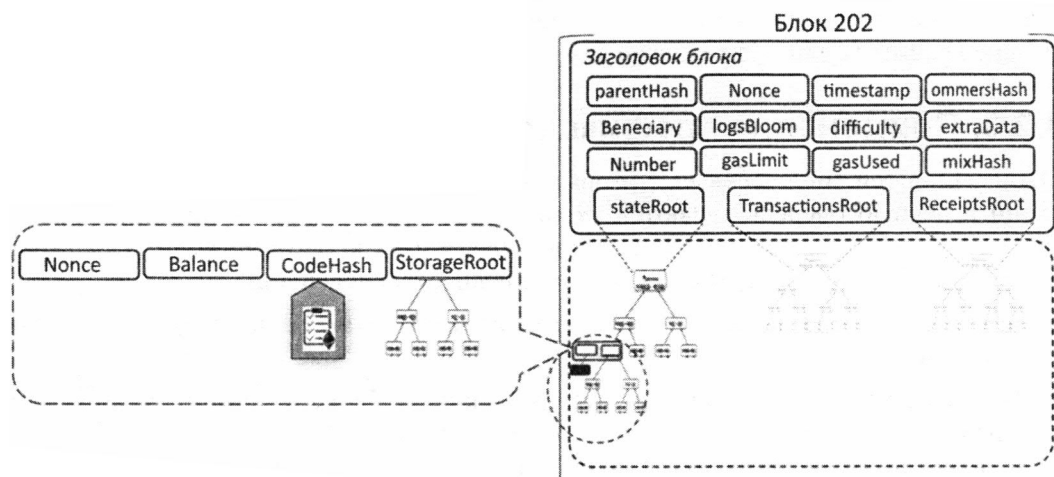 Блок 202
Заголовок блока
parentHash Nonce timestamp ommersHash
Beneciary logsBloom difficulty extraData
Number gasLimit gasUsed mixHash
stateRoot TransactionsRoot ReceiptsRoot
Nonce Balance CodeHash StorageRoot